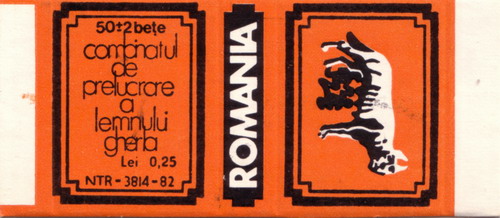 50±2 bețe
combinatul
de
prelucrare
a
lemnului
gherla
Lei 0,25
NTR-3814-82
ROMANIA